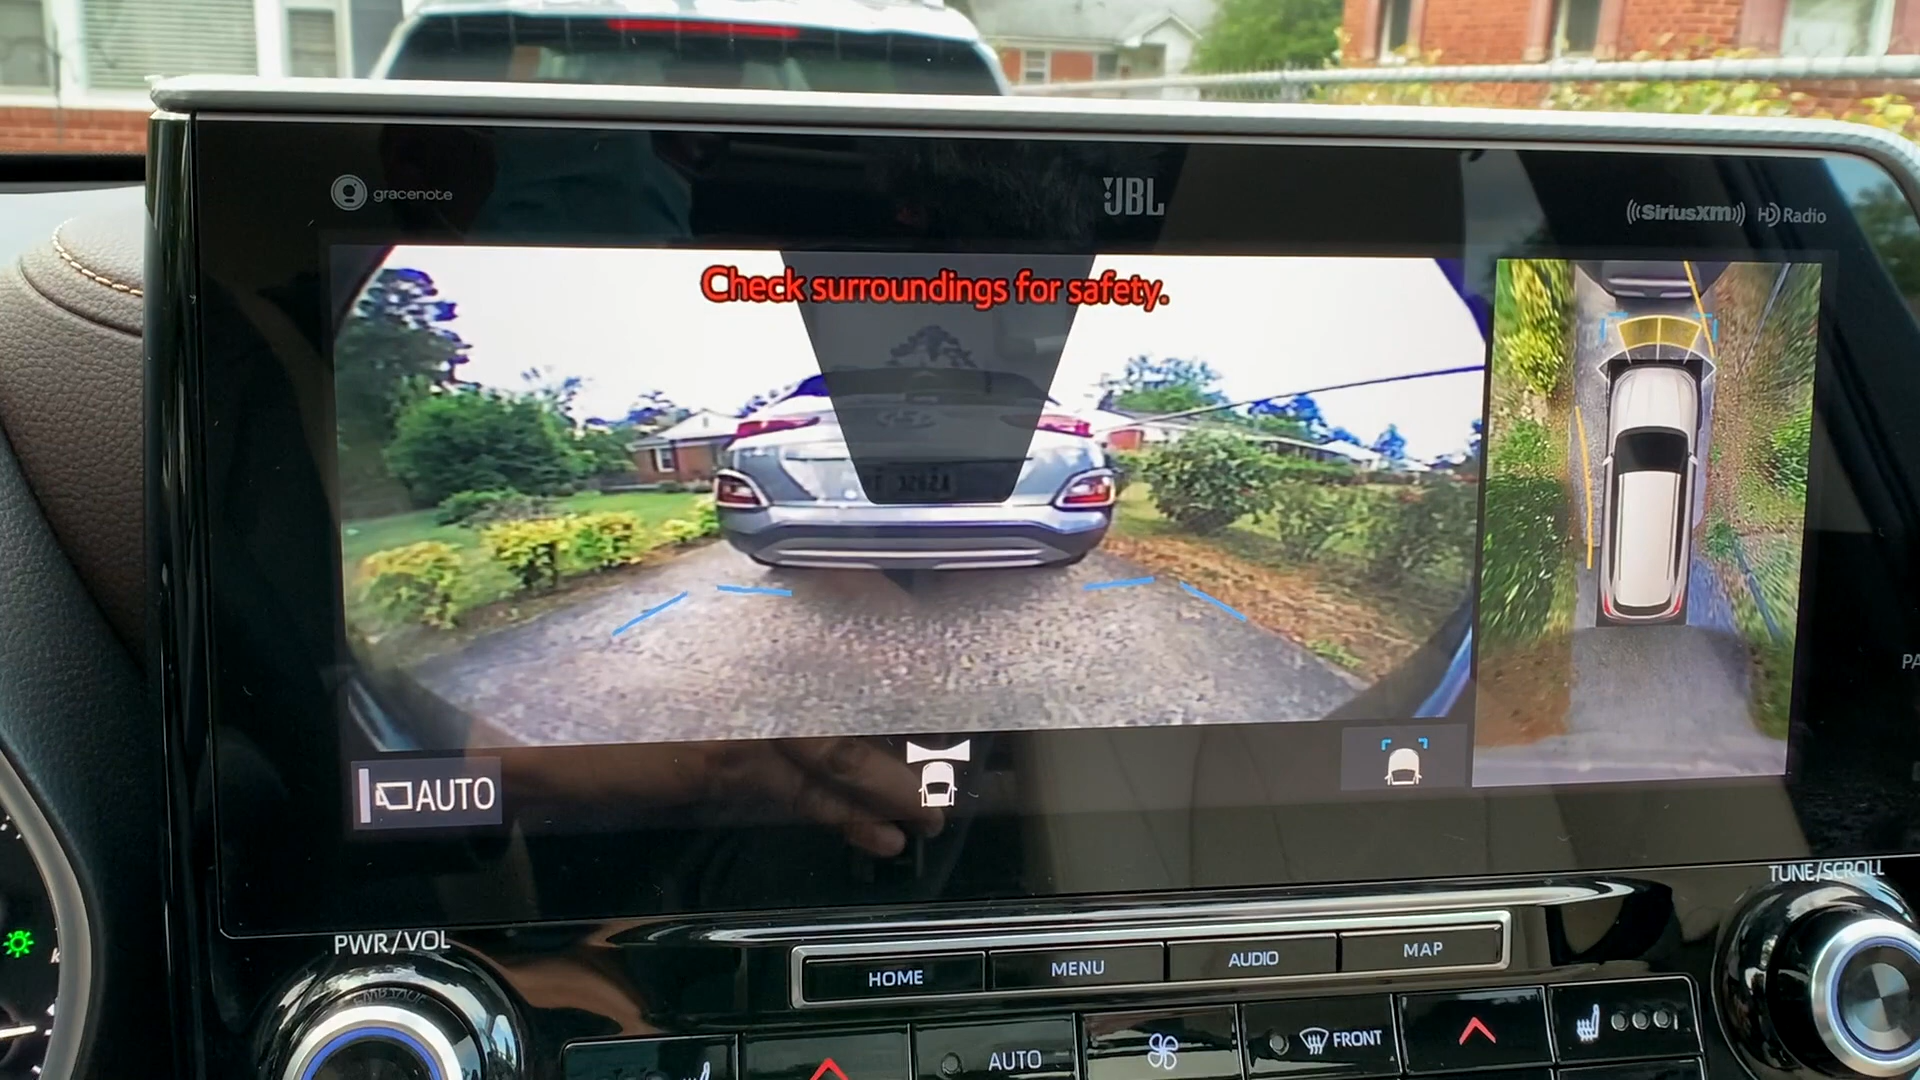 gracenote
JBL
SiriusXM HD Radio
Check surroundings for safety.
PA
AUTO
PWR/VOL
TUNE/SCROLL
HOME MENU AUDIO MAP
AUTO
FRONT